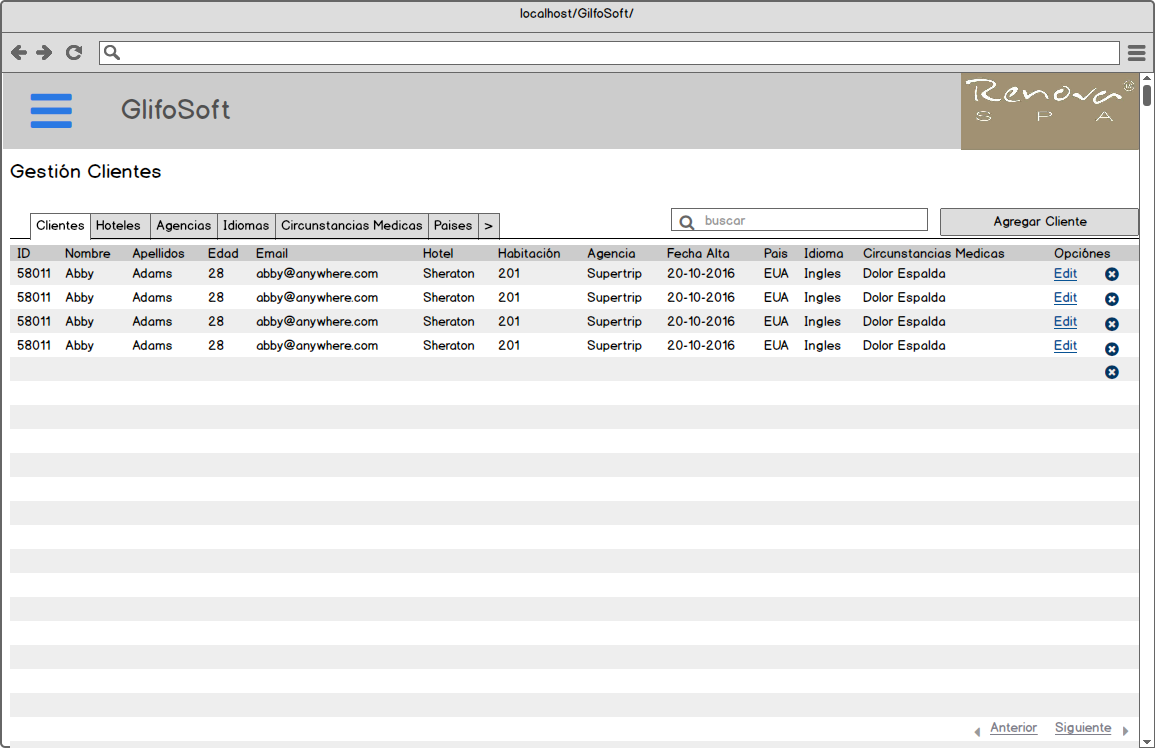 localhost/GilfoSoft/
GlifoSoft
Renova
SPA
Gestión Clientes
Clientes Hoteles Agencias Idiomas Circunstancias Medicas Paises >
buscar
Agregar Cliente
ID Nombre Apellidos Edad Email Hotel Habitación Agencia Fecha Alta Pais Idioma Circunstancias Medicas Opciónes
58011 Abby Adams 28 abby@anywhere.com Sheraton 201 Supertrip 20-10-2016 EUA Ingles Dolor Espalda Edit
58011 Abby Adams 28 abby@anywhere.com Sheraton 201 Supertrip 20-10-2016 EUA Ingles Dolor Espalda Edit
58011 Abby Adams 28 abby@anywhere.com Sheraton 201 Supertrip 20-10-2016 EUA Ingles Dolor Espalda Edit
58011 Abby Adams 28 abby@anywhere.com Sheraton 201 Supertrip 20-10-2016 EUA Ingles Dolor Espalda Edit
Anterior Siguiente